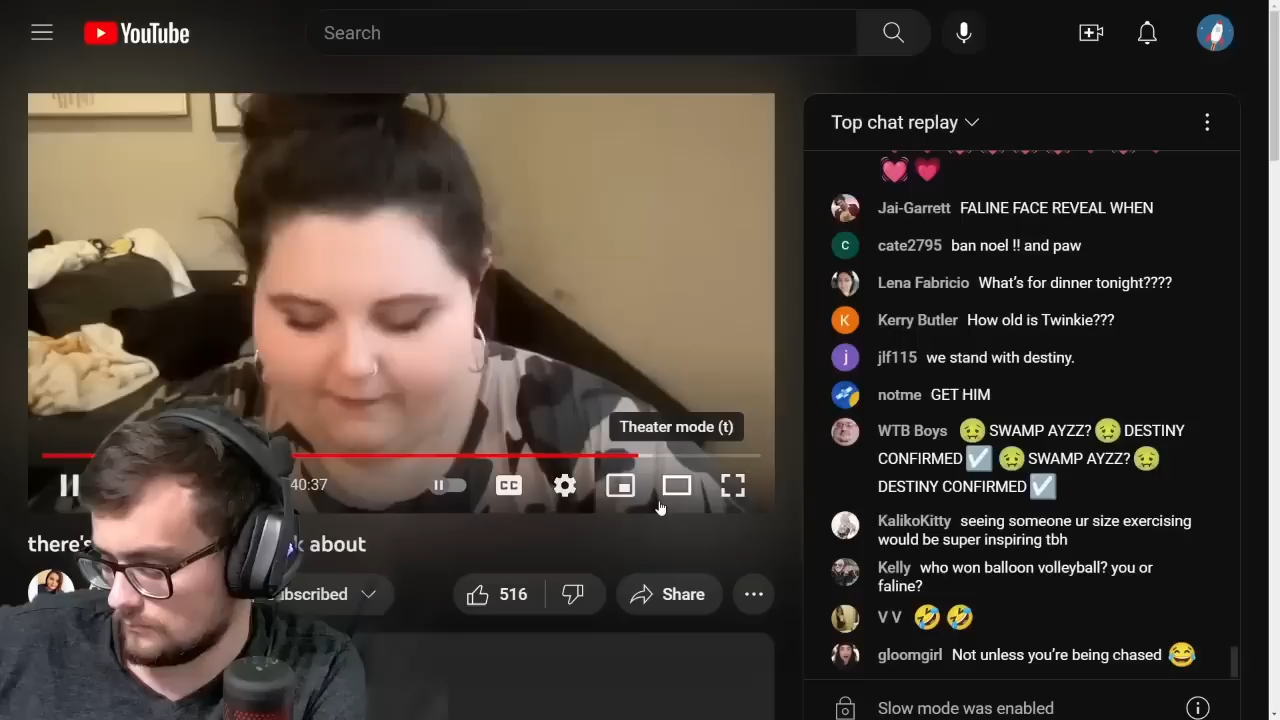 YouTube
Search
Top chat replay
Jai-Garrett FALINE FACE REVEAL WHEN
C
cate2795 ban noel !! and paw
Lena Fabricio What's for dinner tonight????
K
Kerry Butler How old is Twinkie???
j
jlf115 we stand with destiny.
notme GET HIM
WTB Boys SWAMP AYZZ? DESTINY
CONFIRMED SWAMP AYZZ?
DESTINY CONFIRMED
KalikoKitty seeing someone ur size exercising
would be super inspiring tbh
Kelly who won balloon volleyball? you or
faline?
V V
gloomgirl Not unless you're being chased
Slow mode was enabled
Theater mode (t)
40:37
CC
there's
about
516
Share